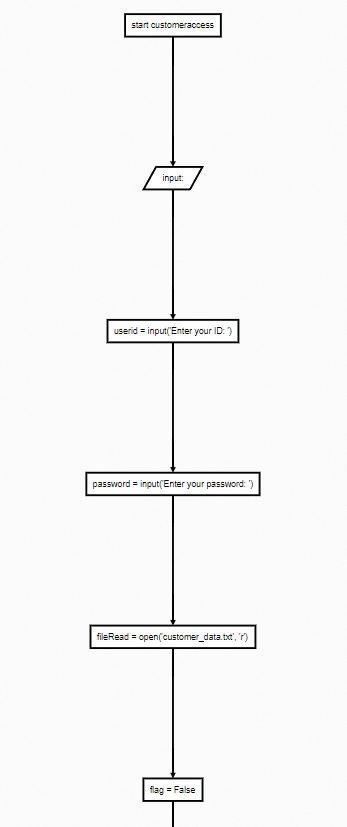 start customeraccess
input:
userid = input('Enter your ID: ')
password = input('Enter your password: ')
fileRead = open('customer_data.txt', 'r')
flag = False